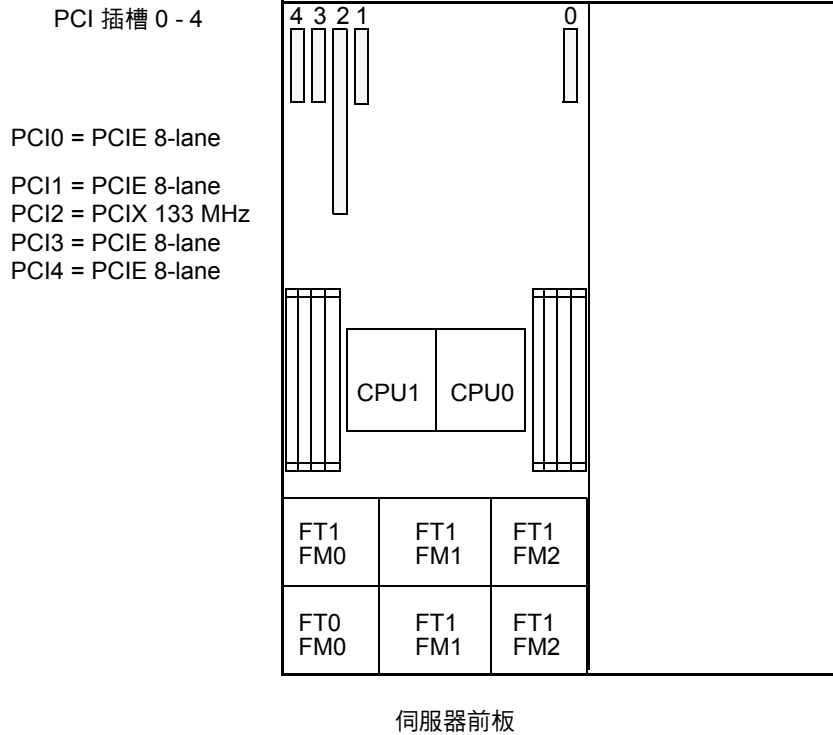 PCI 插槽 0 - 4
4 3 2 1 0
PCI0 = PCIE 8-lane
PCI1 = PCIE 8-lane
PCI2 = PCIX 133 MHz
PCI3 = PCIE 8-lane
PCI4 = PCIE 8-lane
CPU1 CPU0
FT1 FT1 FT1
FM0 FM1 FM2
FT0 FT1 FT1
FM0 FM1 FM2
伺服器前板